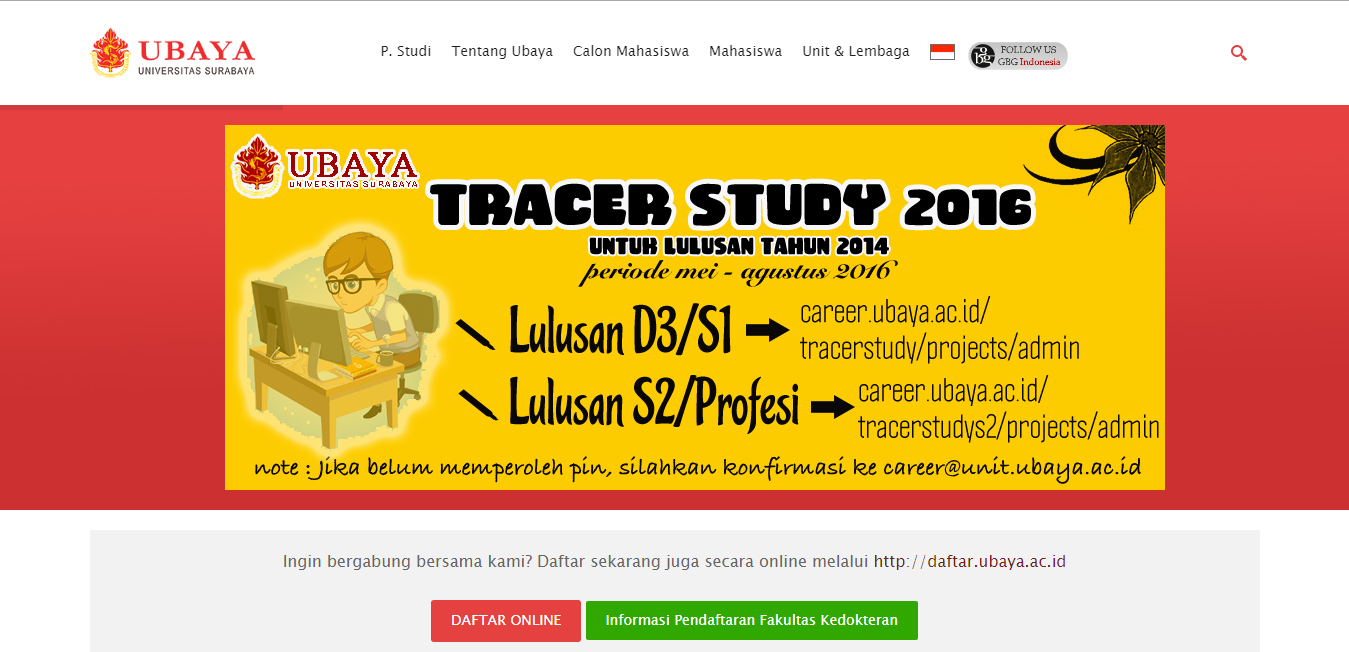 UBAYA
UNIVERSITAS SURABAYA
P. Studi Tentang Ubaya Calon Mahasiswa Mahasiswa Unit & Lembaga
gbg
FOLLOW US
GBG Indonesia
UBAYA
UNIVERSITAS SURABAYA
TRACER STUDY 2016
UNTUK LULUSAN TAHUN 2014
periode mei - agustus 2016
Lulusan D3/S1
career.ubaya.ac.id/
tracerstudy/projects/admin
Lulusan S2/Profesi
career.ubaya.ac.id/
tracerstudys2/projects/admin
note : Jika belum memperoleh pin, silahkan konfirmasi ke career@unit.ubaya.ac.id
Ingin bergabung bersama kami? Daftar sekarang juga secara online melalui http://daftar.ubaya.ac.id
DAFTAR ONLINE
Informasi Pendaftaran Fakultas Kedokteran